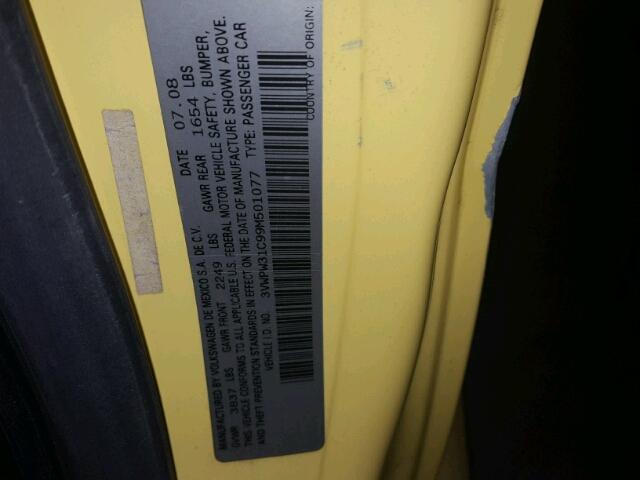 MANUFACTURED BY VOLKSWAGEN DE MEXICO S.A. DE C.V. DATE 07.08
GVWR 3837 LBS GAWR FRONT 2249 LBS GAWR REAR 1654 LBS
THIS VEHICLE CONFORMS TO ALL APPLICABLE U.S. FEDERAL MOTOR VEHICLE SAFETY, BUMPER,
AND THEFT PREVENTION STANDARDS IN EFFECT ON THE DATE OF MANUFACTURE SHOWN ABOVE.
VEHICLE I.D. NO. 3VWPW31C99M501077 TYPE: PASSENGER CAR
COUNTRY OF ORIGIN: